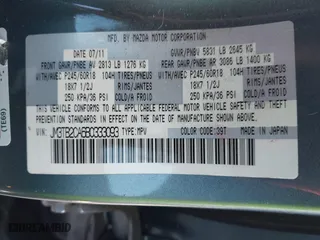 MFD. BY MAZDA MOTOR CORPORATION
DATE 07/11 GVWR/PNBV 5831 LB 2645 KG
FRONT GAWR/PNBE AV 2813 LB 1276 KG REAR GAWR/PNBE AR 3086 LB 1400 KG
WITH/AVEC P245/60R18 104H TIRES/PNEUS WITH/AVEC P245/60R18 104H TIRES/PNEUS
18X7 1/2J RIMS/JANTES 18X7 1/2J RIMS/JANTES
250 KPA/36 PSI COLD/A FROID 250 KPA/36 PSI COLD/A FROID
THIS VEHICLE CONFORMS TO ALL APPLICABLE FEDERAL MOTOR VEHICLE SAFETY,
BUMPER, AND THEFT PREVENTION STANDARDS IN EFFECT ON THE DATE OF
MANUFACTURE SHOWN ABOVE.
JM3TB2CA6B0333093 TYPE:MPV
COLOR CODE:39T MADE IN JAPAN
(TE69)